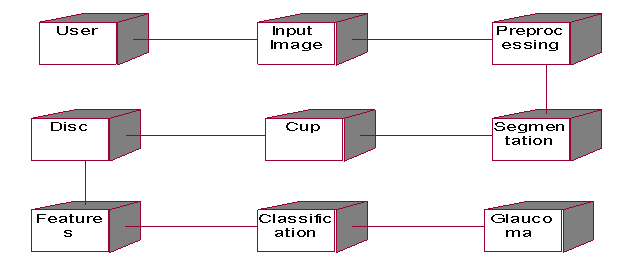 User
Input
Image
Preproc
essing
Disc
Cup
Segmen
tation
Feature
s
Classific
ation
Glauco
ma